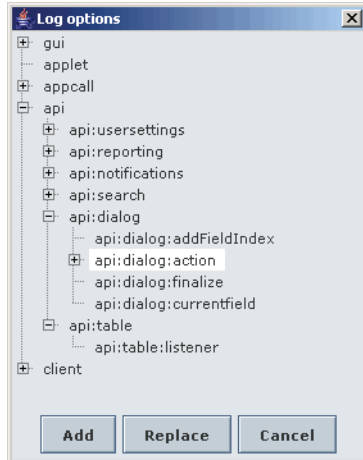 Log options
gui
applet
appcall
api
api:usersettings
api:reporting
api:notifications
api:search
api:dialog
api:dialog:addFieldIndex
api:dialog:action
api:dialog:finalize
api:dialog:currentfield
api:table
api:table:listener
client
Add Replace Cancel